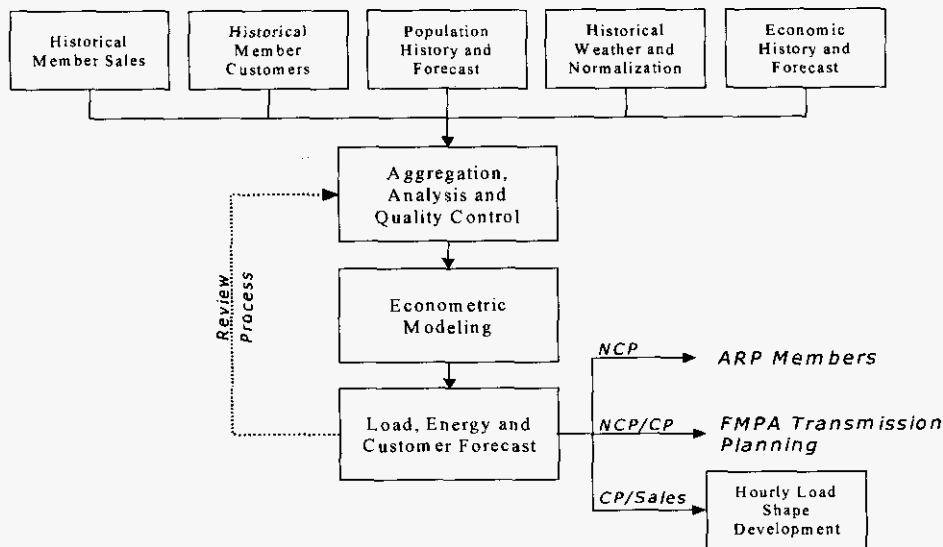 Historical
Member Sales
Historical
Member
Customers
Population
History and
Forecast
Historical
Weather and
Normalization
Economic
History and
Forecast
Aggregation,
Analysis and
Quality Control
Review
Process
Econometric
Modeling
Load, Energy and
Customer Forecast
NCP
ARP Members
NCP/CP
FMPA Transmission
Planning
CP/Sales
Hourly Load
Shape
Development